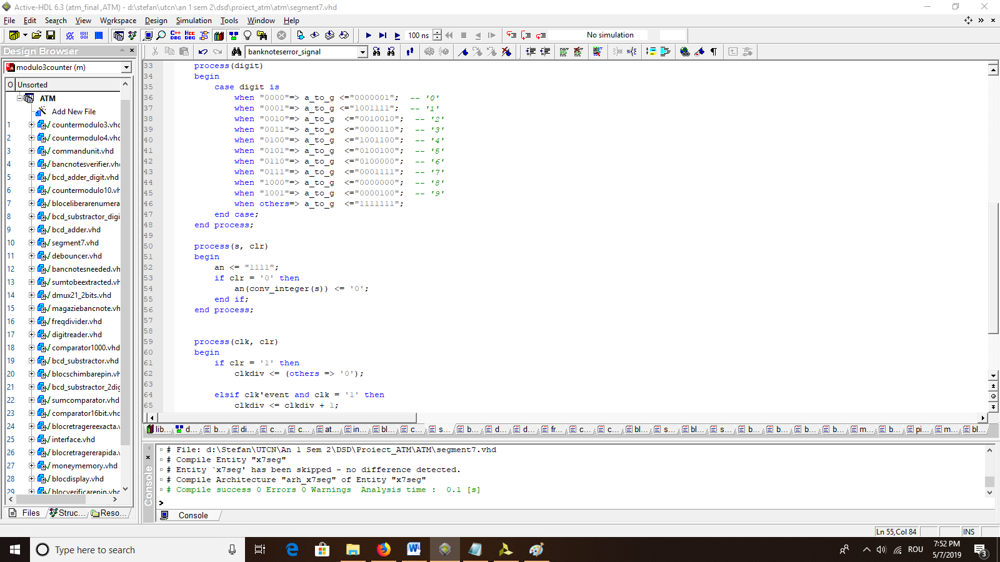 Active-HDL 6.3 (atm_final ,ATM) - d:\stefan\utcn\an 1 sem 2\dsd\proiect_atm\atm\segment7.vhd
File Edit Search View Workspace Design Simulation Tools Window Help
100 ns
No simulation
Design Browser
banknoteserror_signal
modulo3counter (m)
O Unsorted
ATM
Add New File
1 countermodulo3.vhd
2 countermodulo4.vhd
3 commandunit.vhd
4 bancnotesverifier.vh
5 bcd_adder_digit.vhd
6 countermodulo10.vh
7 bloceliberarenumera
8 bcd_substractor_digi
9 bcd_adder.vhd
10 segment7.vhd
11 debouncer.vhd
12 bancnotesneeded.vh
13 sumtobeextracted.vhd
14 dmux21_2bits.vhd
15 magaziebancnote.vh
16 freqdivider.vhd
17 digitreader.vhd
18 comparator1000.vhd
19 bcd_substractor.vhd
20 blocschimbarepin.vh
21 bcd_substractor_2dig
22 sumcomparator.vhd
23 comparator16bit.vhd
24 blocretragereexacta.
25 interface.vhd
26 blocretragererapida.
27 moneymemory.vhd
28 blocdisplay.vhd
29 blocverificarepin.vhd
Files Struc... Reso...
33 process(digit)
34 begin
35 case digit is
36 when "0000"=> a_to_g <="0000001"; -- '0'
37 when "0001"=> a_to_g <="1001111"; -- '1'
38 when "0010"=> a_to_g <="0010010"; -- '2'
39 when "0011"=> a_to_g <="0000110"; -- '3'
40 when "0100"=> a_to_g <="1001100"; -- '4'
41 when "0101"=> a_to_g <="0100100"; -- '5'
42 when "0110"=> a_to_g <="0100000"; -- '6'
43 when "0111"=> a_to_g <="0001111"; -- '7'
44 when "1000"=> a_to_g <="0000000"; -- '8'
45 when "1001"=> a_to_g <="0000100"; -- '9'
46 when others=> a_to_g <="1111111";
47 end case;
48 end process;
49
50 process(s, clr)
51 begin
52 an <= "1111";
53 if clr = '0' then
54 an(conv_integer(s)) <= '0';
55 end if;
56 end process;
57
58
59 process(clk, clr)
60 begin
61 if clr = '1' then
62 clkdiv <= (others => '0');
63
64 elsif clk'event and clk = '1' then
65 clkdiv <= clkdiv + 1;
lib... d... b... di... c... c... at... in... bl... c... s... b... d... d... fr... c... c... bl... s... bl... s... b... b... b... b... m... b... pi... m... bl...
# File: d:\Stefan\UTCN\An 1 Sem 2\DSD\Proiect_ATM\ATM\segment7.vhd
# Compile Entity "x7seg"
# Entity `x7seg' has been skipped - no difference detected.
# Compile Architecture "arh_x7seg" of Entity "x7seg"
# Compile success 0 Errors 0 Warnings Analysis time : 0.1 [s]
>
Console
Console
Ln 55,Col 84 INS
Type here to search
ROU
7:52 PM
5/7/2019
3